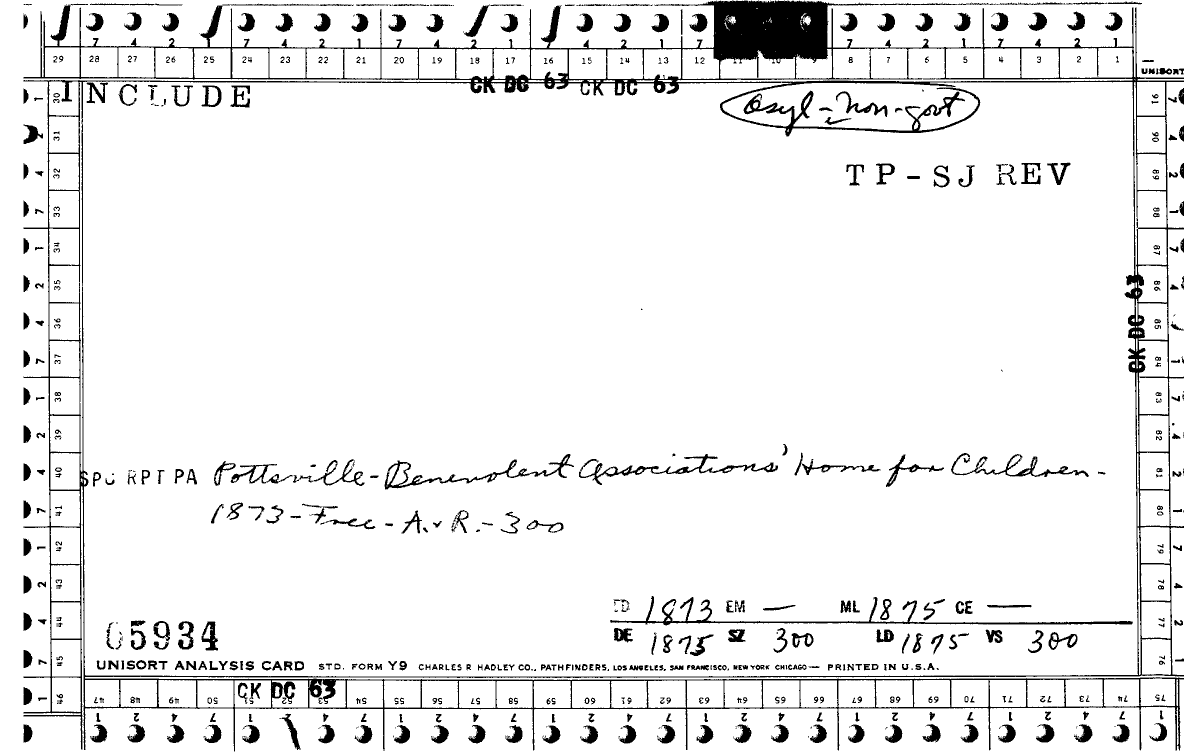 7 4 2 1 7 4 2 1 7 4 2 1 7 4 2 1 7 7 4 2 1 7 4 2 1
29 28 27 26 25 24 23 22 21 20 19 18 17 16 15 14 13 12 11 10 9 8 7 6 5 4 3 2 1
UNISORT
CK DC 63 CK DC 63
INCLUDE
Asyl - non-govt
TP-SJ REV
30 31 32 33 34 35 36 37 38 39 40 41 42 43 44 45 46
91 90 89 88 87 86 85 84 83 82 81 80 79 78 77 76
CK DC 63
RPT PA Pottsville-Benevolent Associations' Home for Children-
1873-Free-A.&R.-300
ED 1873 EM — ML 1875 CE —
DE 1875 SZ 300 LD 1875 VS 300
05934
UNISORT ANALYSIS CARD STD. FORM Y9 CHARLES R HADLEY CO., PATHFINDERS, LOS ANGELES, SAN FRANCISCO, NEW YORK CHICAGO— PRINTED IN U.S.A.
CK DC 63
47 48 49 50 51 52 53 54 55 56 57 58 59 60 61 62 63 64 65 66 67 68 69 70 71 72 73 74 75
1 2 4 7 1 2 4 7 1 2 4 7 1 2 4 7 1 2 4 7 1 2 4 7 1 2 4 7 1